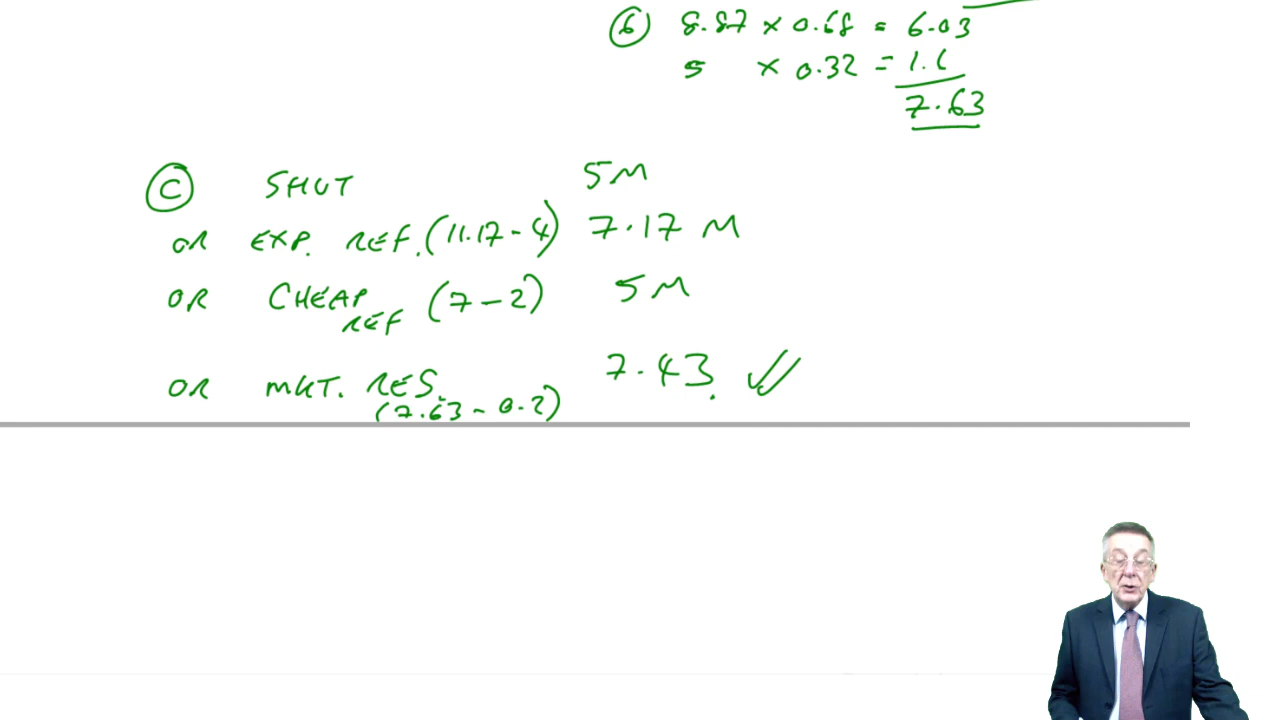 ⑥ 8.87 × 0.68 = 6.03
5 × 0.32 = 1.6
7.63
Ⓒ SHUT 5M
OR EXP. REF. (11.17 - 4) 7.17 M
OR CHEAP REF (7 - 2) 5M
OR MKT. RES. 7.43.
(7.63 - 0.2)